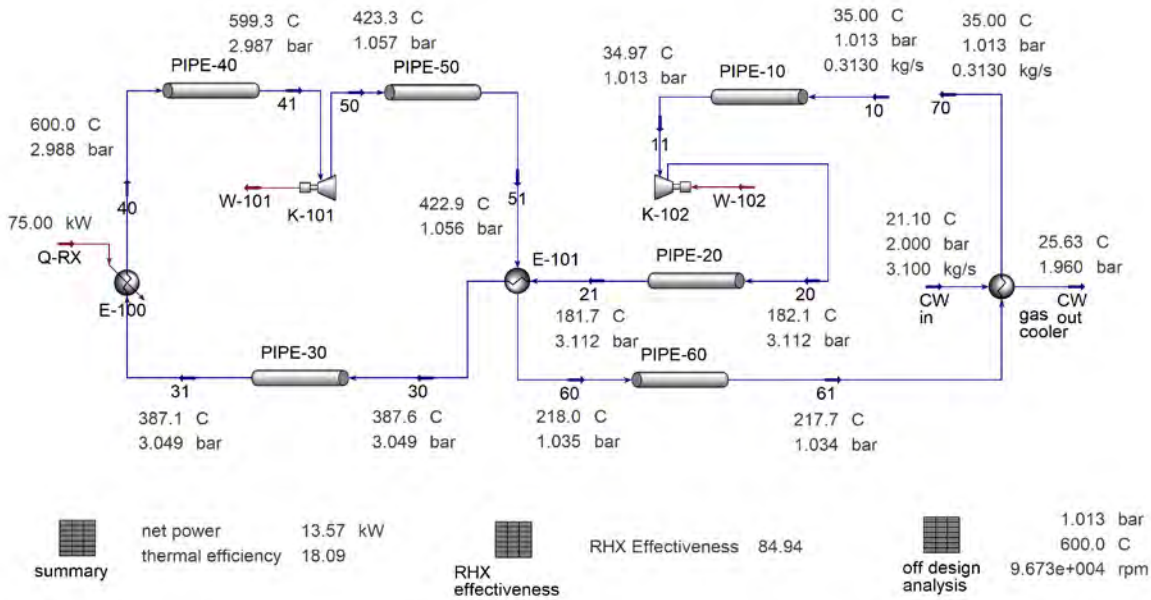 599.3 C
2.987 bar
423.3 C
1.057 bar
35.00 C
1.013 bar
0.3130 kg/s
35.00 C
1.013 bar
0.3130 kg/s
34.97 C
1.013 bar
PIPE-40
PIPE-50
PIPE-10
41
50
10
70
11
600.0 C
2.988 bar
40
W-101
K-101
51
K-102
W-102
75.00 kW
Q-RX
E-100
422.9 C
1.056 bar
E-101
PIPE-20
21
20
181.7 C
3.112 bar
182.1 C
3.112 bar
21.10 C
2.000 bar
3.100 kg/s
25.63 C
1.960 bar
CW
in
gas
cooler
CW
out
PIPE-30
PIPE-60
31
30
60
61
387.1 C
3.049 bar
387.6 C
3.049 bar
218.0 C
1.035 bar
217.7 C
1.034 bar
summary
net power 13.57 kW
thermal efficiency 18.09
RHX
effectiveness
RHX Effectiveness 84.94
off design
analysis
1.013 bar
600.0 C
9.673e+004 rpm